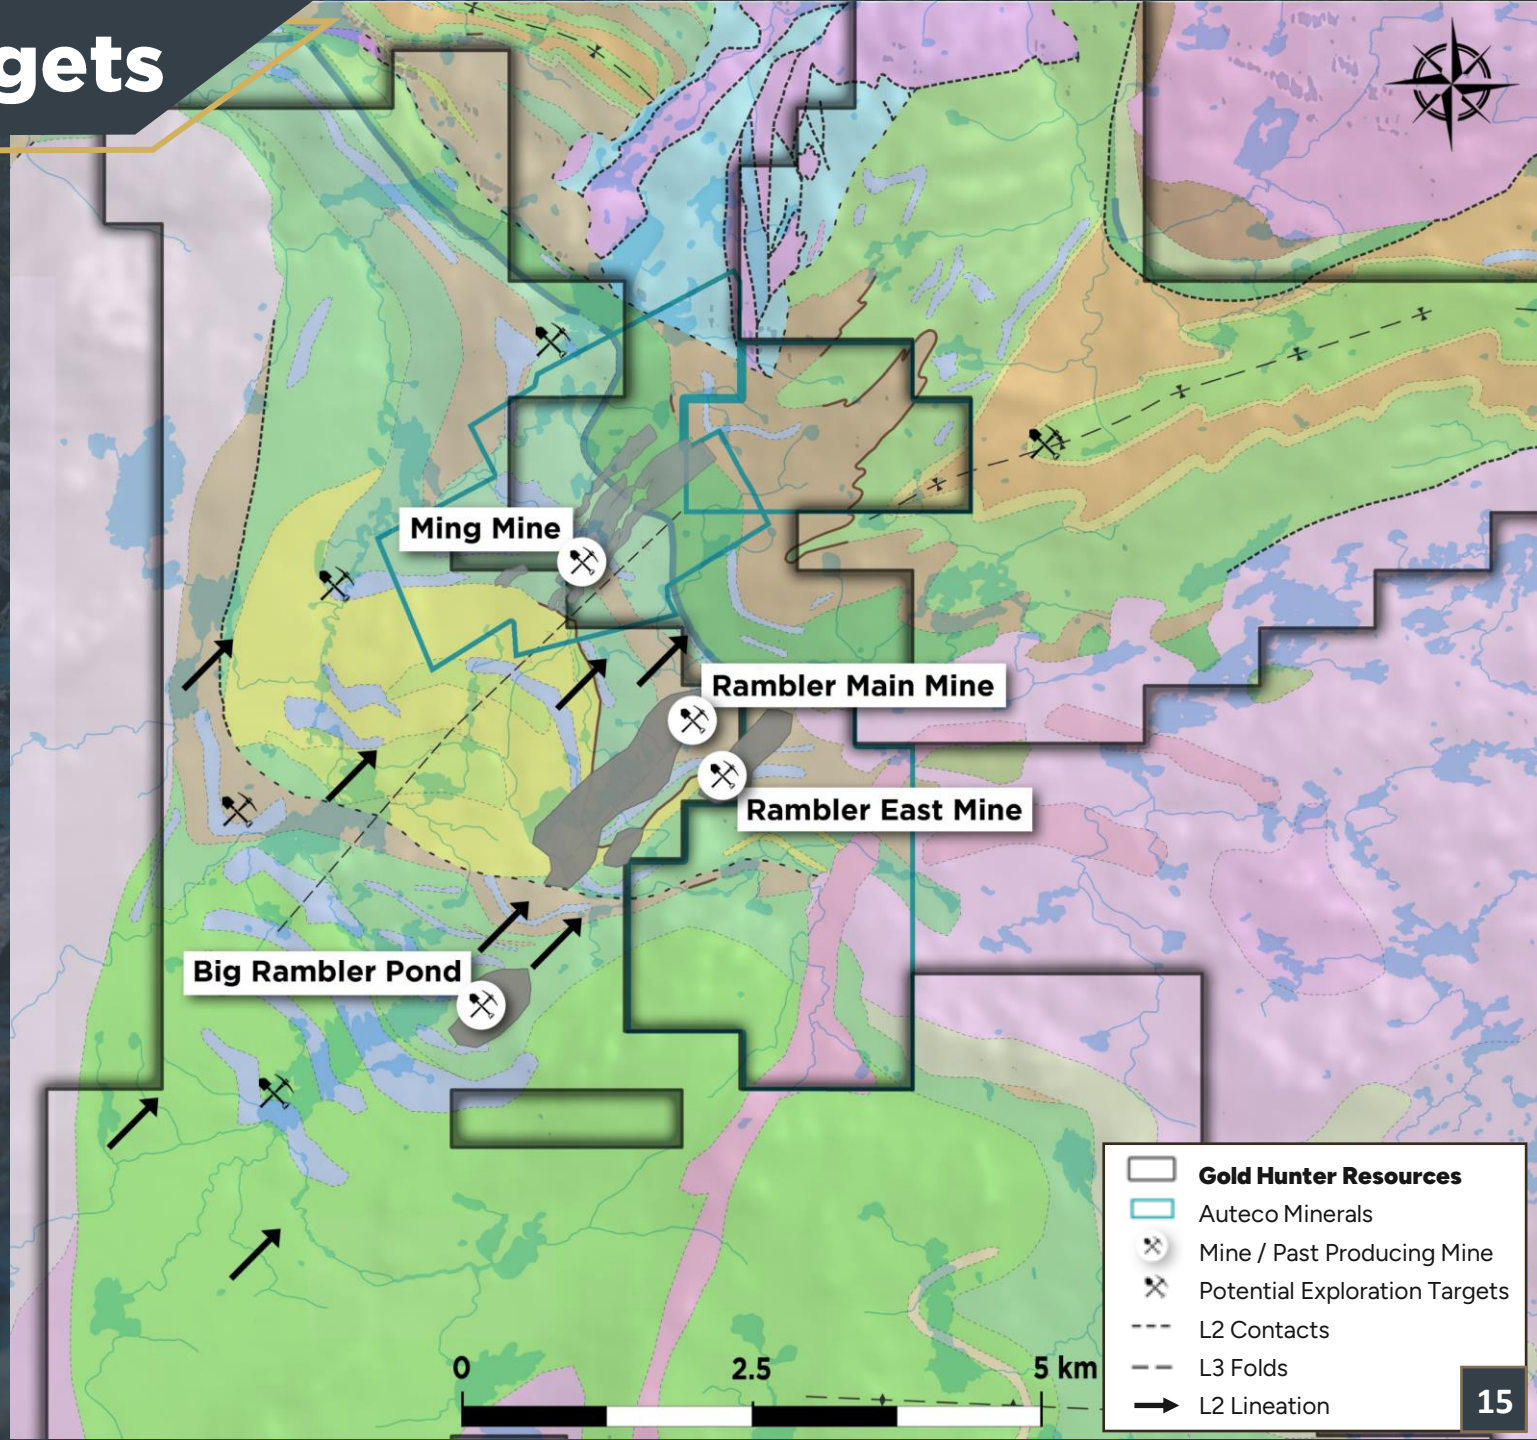 gets
Ming Mine
Rambler Main Mine
Rambler East Mine
Big Rambler Pond
0 2.5 5 km
Gold Hunter Resources
Auteco Minerals
Mine / Past Producing Mine
Potential Exploration Targets
L2 Contacts
L3 Folds
L2 Lineation
15